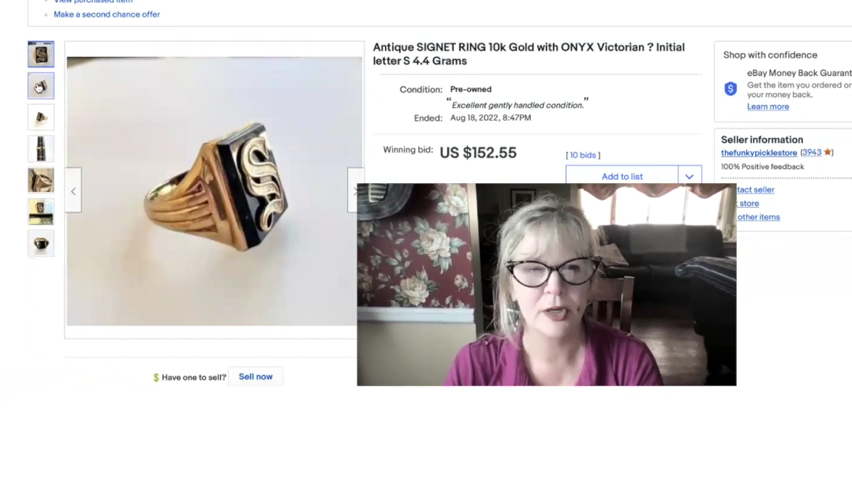 View purchased item
Make a second chance offer
Antique SIGNET RING 10k Gold with ONYX Victorian ? Initial
letter S 4.4 Grams
Condition: Pre-owned
"Excellent gently handled condition."
Ended: Aug 18, 2022, 8:47PM
Winning bid: US $152.55 [ 10 bids ]
Add to list
Have one to sell? Sell now
Shop with confidence
eBay Money Back Guarant
Get the item you ordered or
your money back.
Learn more
Seller information
thefunkypicklestore (3943 ★)
100% Positive feedback
tact seller
store
other items
S